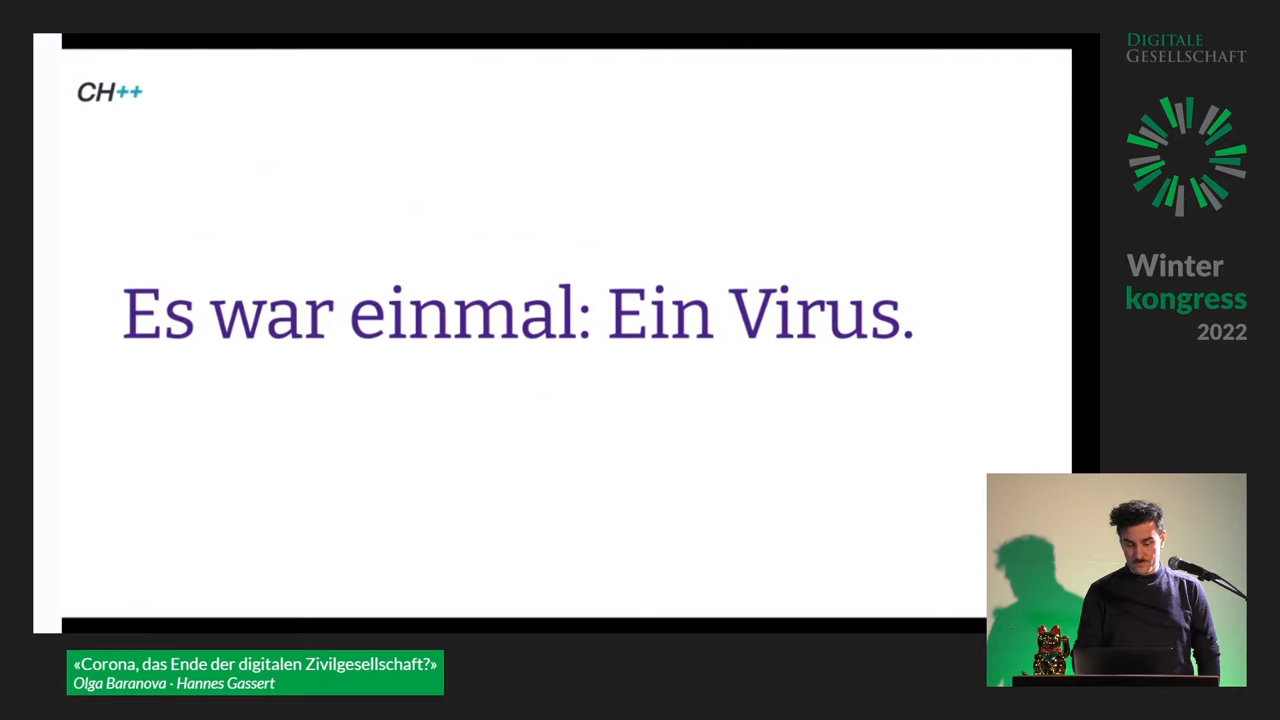 CH++
Es war einmal: Ein Virus.
DIGITALE
GESELLSCHAFT
Winter
kongress
2022
«Corona, das Ende der digitalen Zivilgesellschaft?»
Olga Baranova · Hannes Gassert